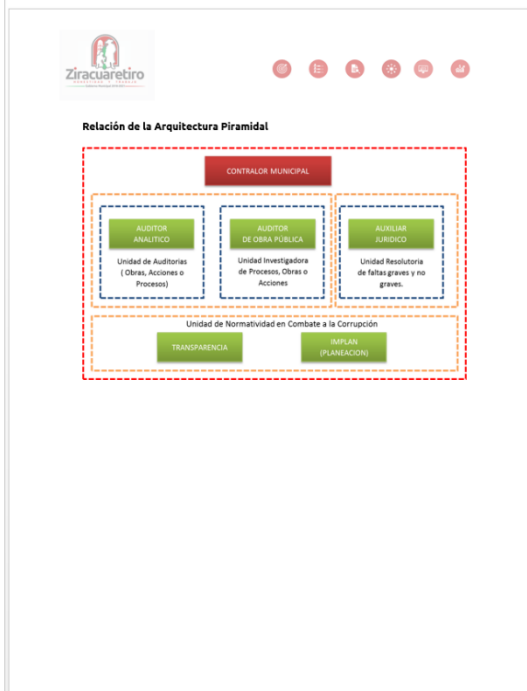 Ziracuaretiro
Relación de la Arquitectura Piramidal
CONTRALOR MUNICIPAL
AUDITOR
ANALÍTICO
Unidad de Auditorias
( Obras, Acciones o
Procesos)
AUDITOR
DE OBRA PÚBLICA
Unidad Investigadora
de Procesos, Obras o
Acciones
AUXILIAR
JURIDICO
Unidad Resolutoria
de faltas graves y no
graves.
Unidad de Normatividad en Combate a la Corrupción
TRANSPARENCIA
IMPLAN
(PLANEACION)